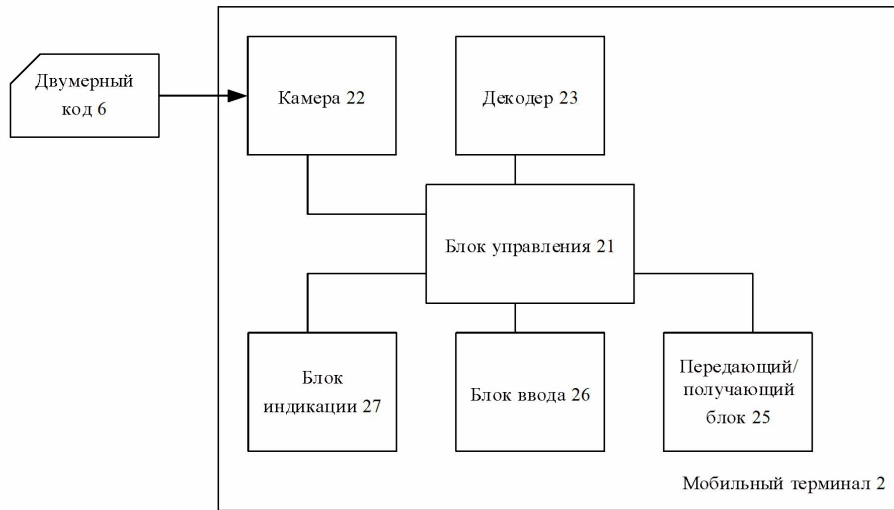 Двумерный
код 6
Камера 22
Декодер 23
Блок управления 21
Блок
индикации 27
Блок ввода 26
Передающий/
получающий
блок 25
Мобильный терминал 2